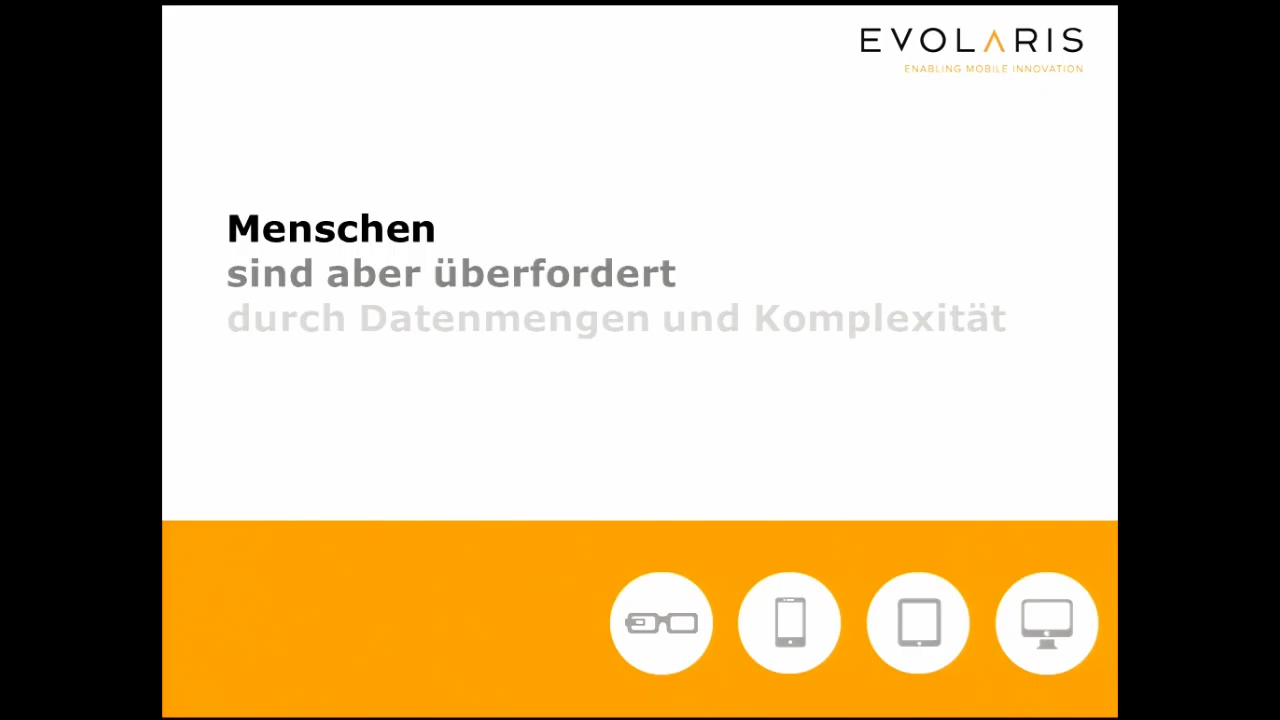 EVOLARIS
ENABLING MOBILE INNOVATION
Menschen
sind aber überfordert
durch Datenmengen und Komplexität